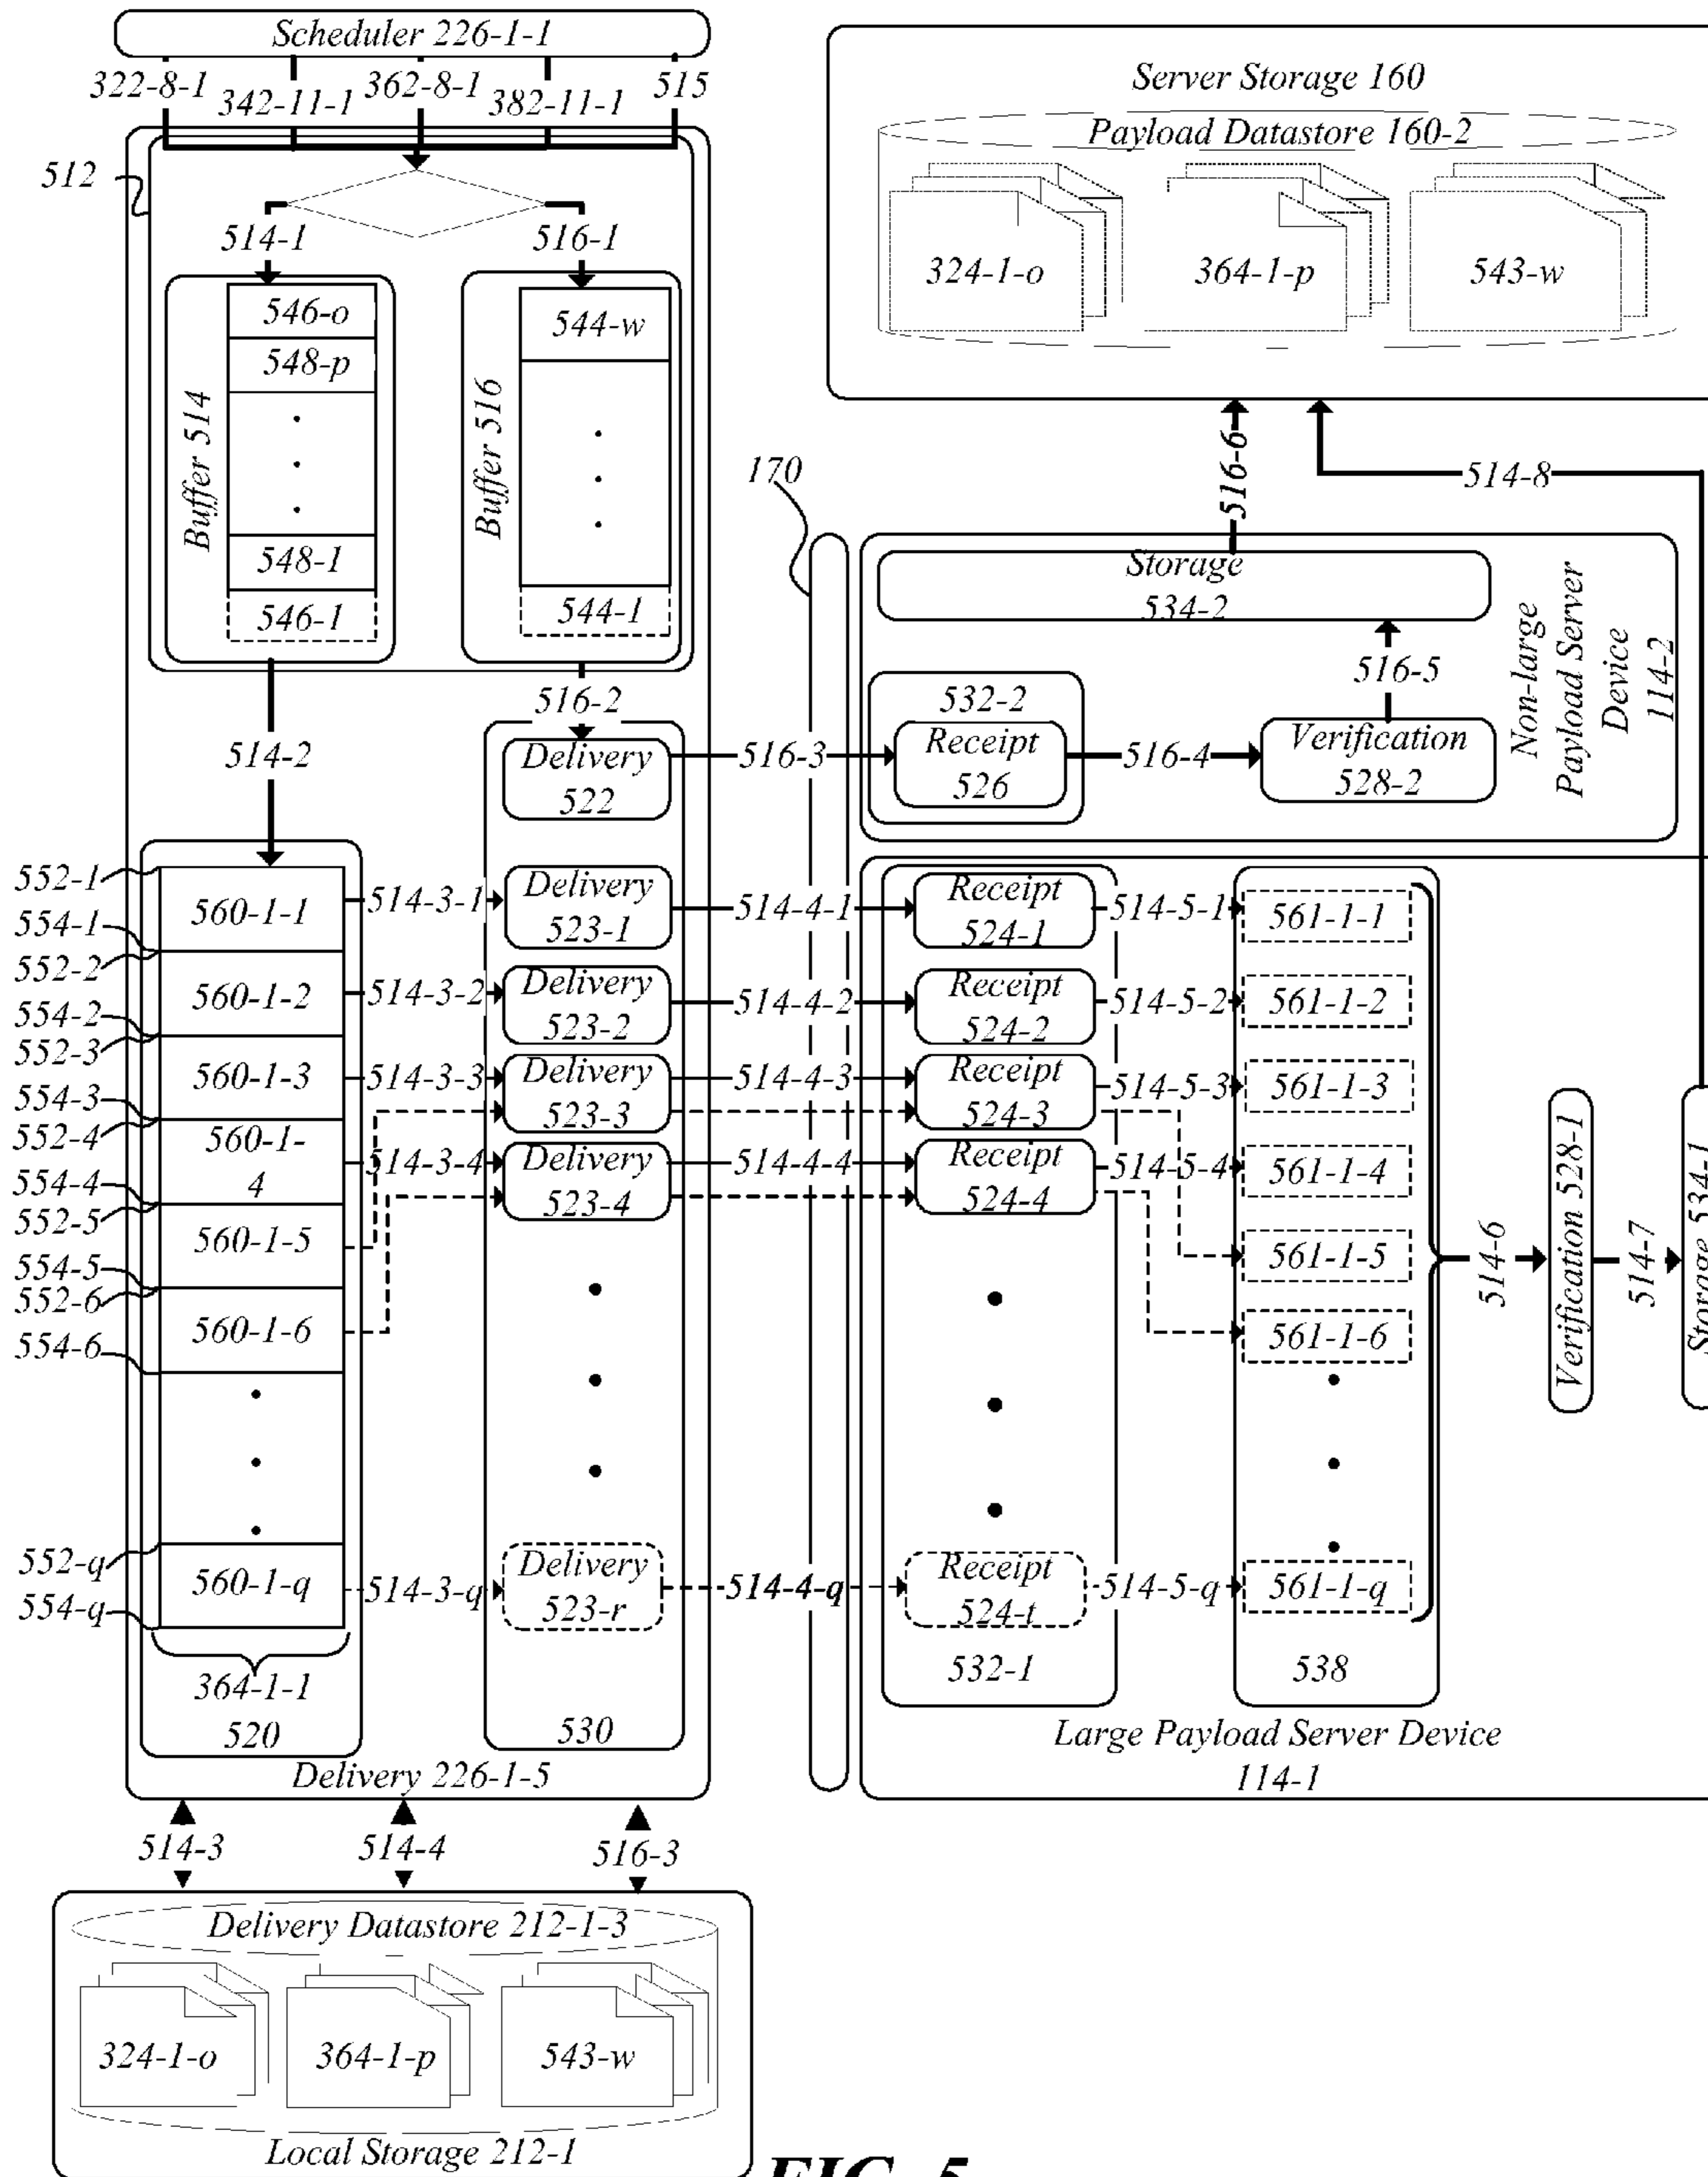 Scheduler 226-1-1
322-8-1
342-11-1
362-8-1
382-11-1
515
512
514-1
516-1
Buffer 514
546-o
548-p
548-1
546-1
Buffer 516
544-w
544-1
514-2
516-2
Delivery
522
516-3
552-1
554-1
552-2
554-2
552-3
554-3
552-4
554-4
552-5
554-5
552-6
554-6
552-q
554-q
560-1-1
560-1-2
560-1-3
560-1-
4
560-1-5
560-1-6
560-1-q
364-1-1
520
514-3-1
514-3-2
514-3-3
514-3-4
514-3-q
Delivery
523-1
Delivery
523-2
Delivery
523-3
Delivery
523-4
Delivery
523-r
530
Delivery 226-1-5
514-4-1
514-4-2
514-4-3
514-4-4
514-4-q
170
Server Storage 160
Payload Datastore 160-2
324-1-o
364-1-p
543-w
516-6
514-8
Storage
534-2
516-5
532-2
Receipt
526
516-4
Verification
528-2
Non-large
Payload Server
Device
114-2
Receipt
524-1
Receipt
524-2
Receipt
524-3
Receipt
524-4
Receipt
524-t
532-1
514-5-1
514-5-2
514-5-3
514-5-4
514-5-q
561-1-1
561-1-2
561-1-3
561-1-4
561-1-5
561-1-6
561-1-q
538
514-6
Verification 528-1
514-7
Storage 534-1
Large Payload Server Device
114-1
514-3
514-4
516-3
Delivery Datastore 212-1-3
324-1-o
364-1-p
543-w
Local Storage 212-1
FIG. 5